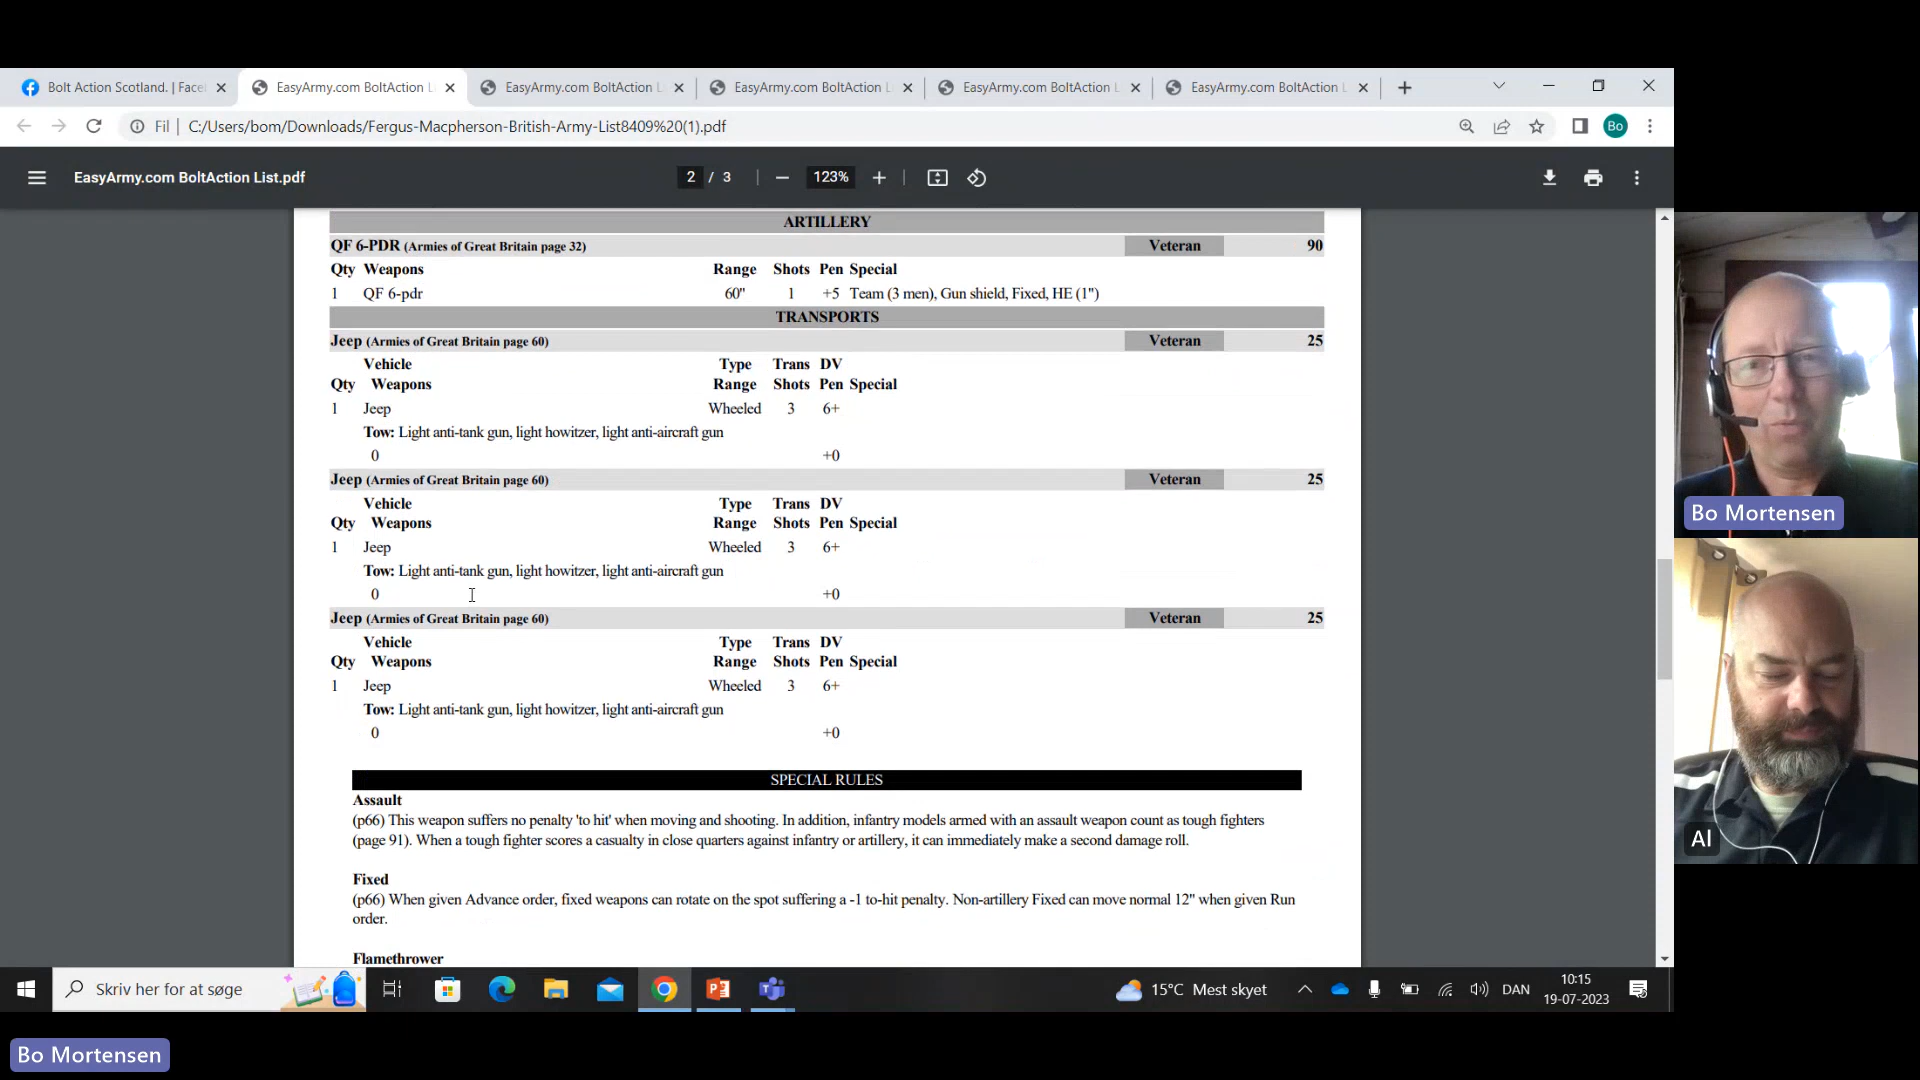 Bolt Action Scotland. | Face
EasyArmy.com BoltAction L
EasyArmy.com BoltAction L
EasyArmy.com BoltAction L
EasyArmy.com BoltAction L
EasyArmy.com BoltAction L
Fil C:/Users/bom/Downloads/Fergus-Macpherson-British-Army-List8409%20(1).pdf
Bo
EasyArmy.com BoltAction List.pdf
2 / 3
123%
ARTILLERY
QF 6-PDR (Armies of Great Britain page 32) Veteran 90
Qty Weapons Range Shots Pen Special
1 QF 6-pdr 60" 1 +5 Team (3 men), Gun shield, Fixed, HE (1")
TRANSPORTS
Jeep (Armies of Great Britain page 60) Veteran 25
Vehicle Type Trans DV
Qty Weapons Range Shots Pen Special
1 Jeep Wheeled 3 6+
Tow: Light anti-tank gun, light howitzer, light anti-aircraft gun
0 +0
Jeep (Armies of Great Britain page 60) Veteran 25
Vehicle Type Trans DV
Qty Weapons Range Shots Pen Special
1 Jeep Wheeled 3 6+
Tow: Light anti-tank gun, light howitzer, light anti-aircraft gun
0 +0
Jeep (Armies of Great Britain page 60) Veteran 25
Vehicle Type Trans DV
Qty Weapons Range Shots Pen Special
1 Jeep Wheeled 3 6+
Tow: Light anti-tank gun, light howitzer, light anti-aircraft gun
0 +0
SPECIAL RULES
Assault
(p66) This weapon suffers no penalty 'to hit' when moving and shooting. In addition, infantry models armed with an assault weapon count as tough fighters
(page 91). When a tough fighter scores a casualty in close quarters against infantry or artillery, it can immediately make a second damage roll.
Fixed
(p66) When given Advance order, fixed weapons can rotate on the spot suffering a -1 to-hit penalty. Non-artillery Fixed can move normal 12" when given Run
order.
Flamethrower
Bo Mortensen
Al
Skriv her for at søge
15°C Mest skyet
DAN
10:15
19-07-2023
Bo Mortensen